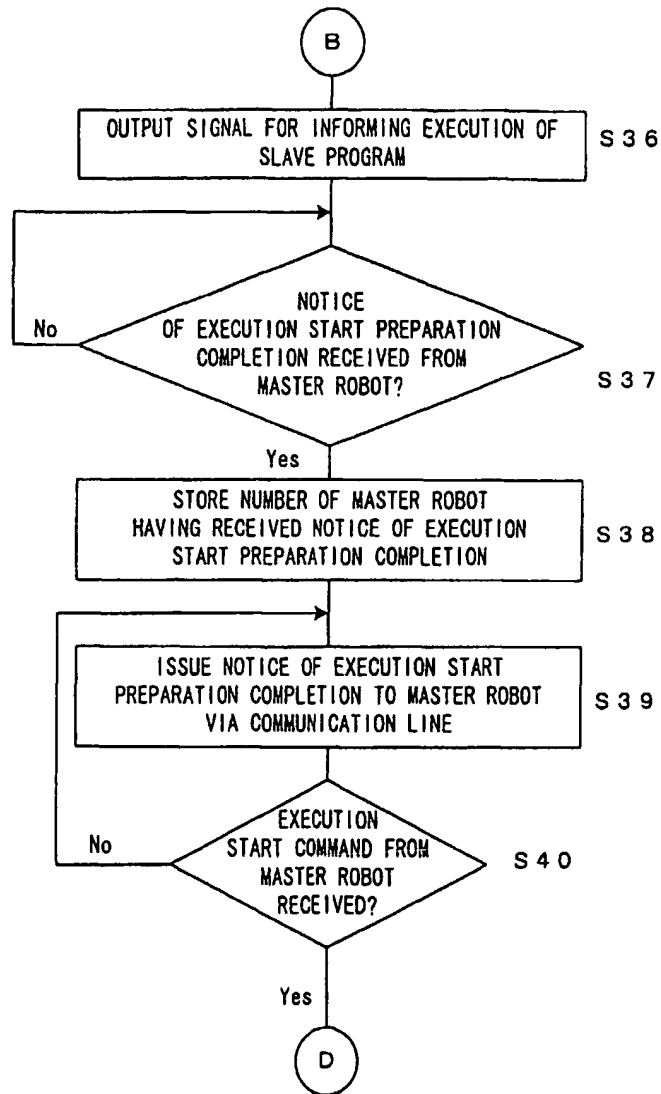 B
OUTPUT SIGNAL FOR INFORMING EXECUTION OF
SLAVE PROGRAM
S36
NOTICE
OF EXECUTION START PREPARATION
COMPLETION RECEIVED FROM
MASTER ROBOT?
No
S37
Yes
STORE NUMBER OF MASTER ROBOT
HAVING RECEIVED NOTICE OF EXECUTION
START PREPARATION COMPLETION
S38
ISSUE NOTICE OF EXECUTION START
PREPARATION COMPLETION TO MASTER ROBOT
VIA COMMUNICATION LINE
S39
EXECUTION
START COMMAND FROM
MASTER ROBOT
RECEIVED?
No
S40
Yes
D